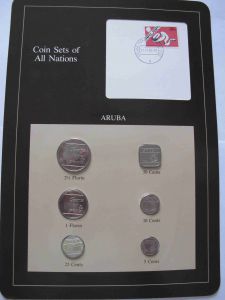 Coin Sets of
All Nations
ARUBA
2½ Florin
50 Cents
1 Florin
10 Cents
25 Cents
5 Cents